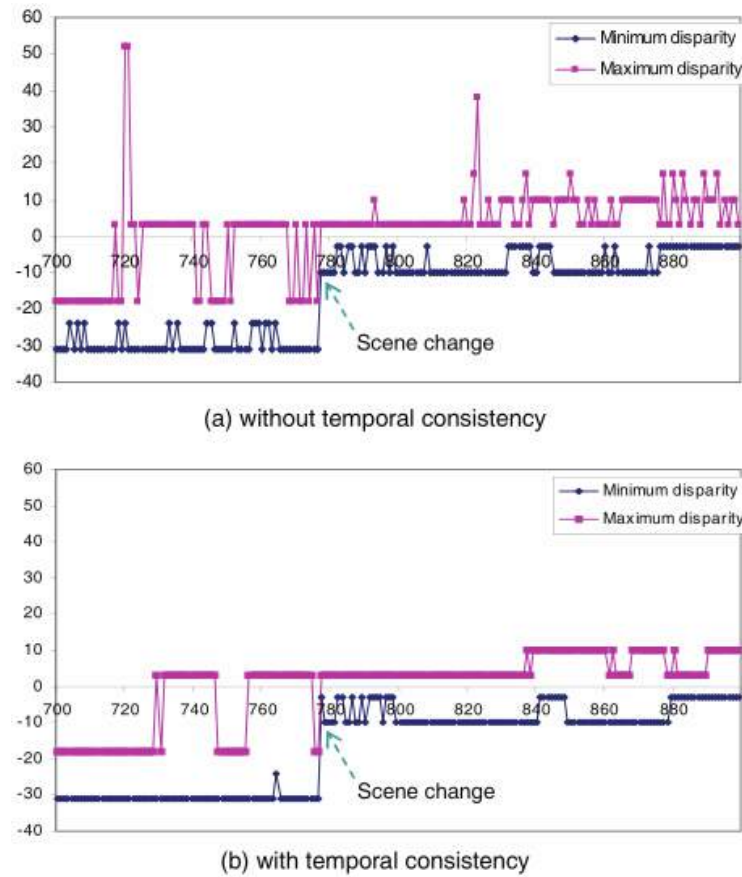 60
50
40
30
20
10
0
-10
-20
-30
-40
Minimum disparity
Maximum disparity
700 720 740 760 780 800 820 840 860 880
Scene change
(a) without temporal consistency
60
50
40
30
20
10
0
-10
-20
-30
-40
Minimum disparity
Maximum disparity
700 720 740 760 780 800 820 840 860 880
Scene change
(b) with temporal consistency